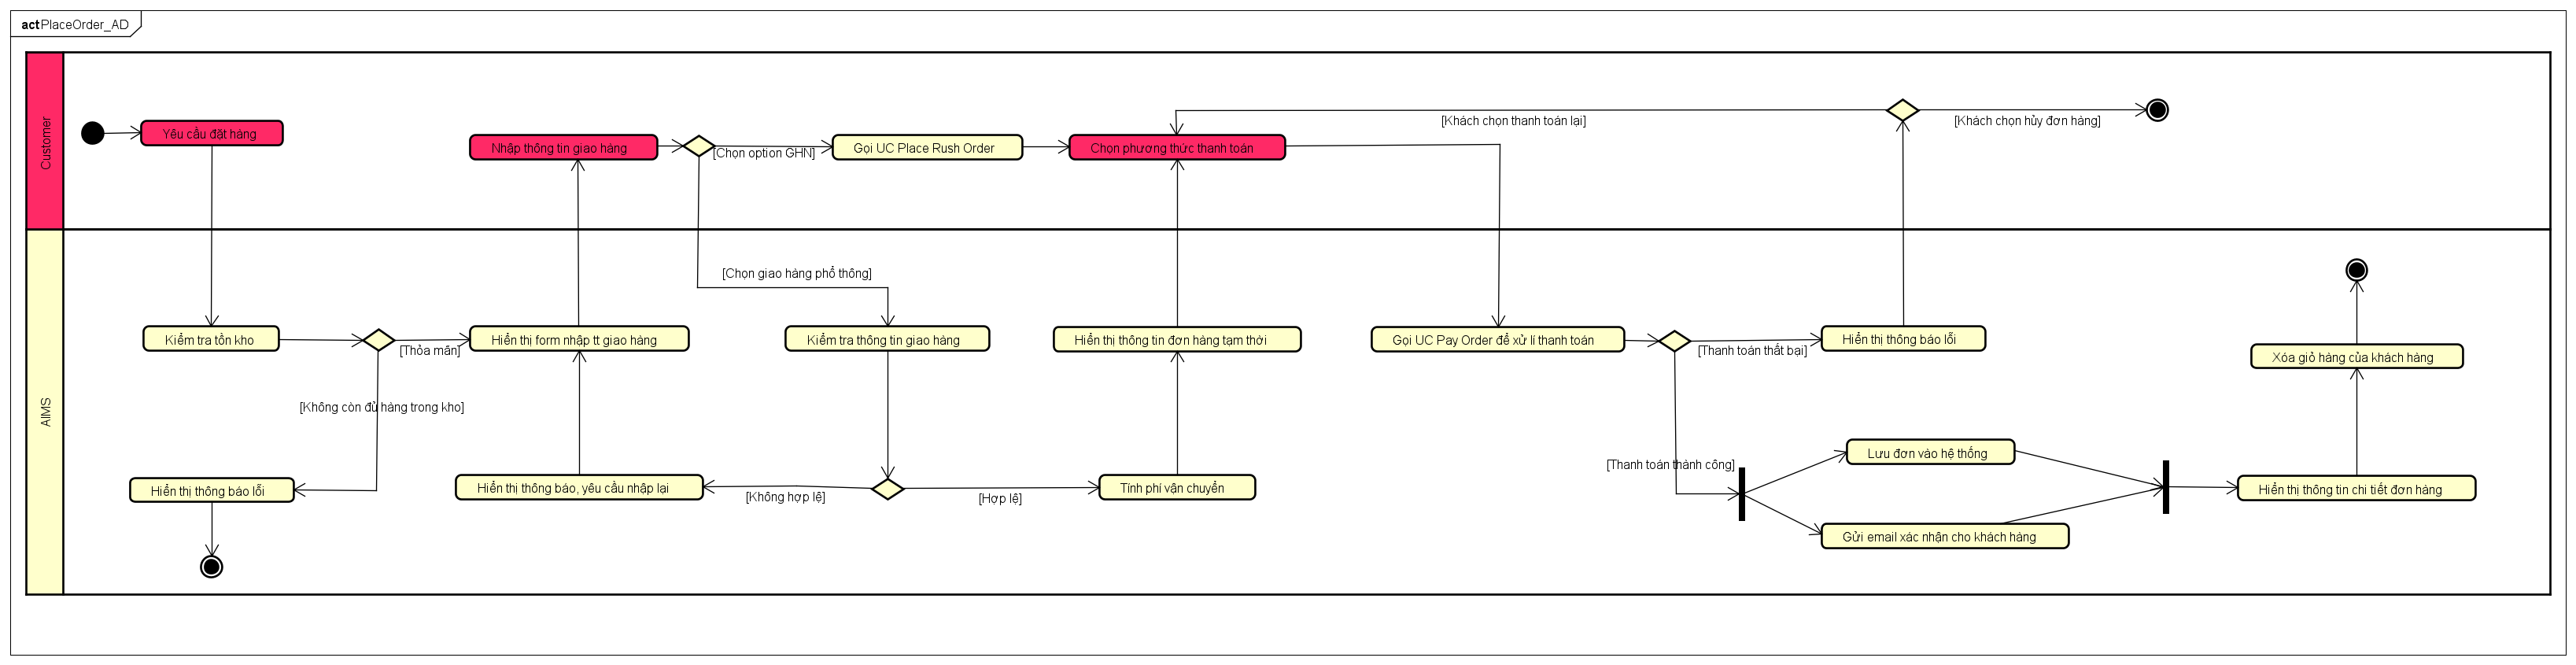 act PlaceOrder_AD
Customer
Yêu cầu đặt hàng
Nhập thông tin giao hàng
[Chọn option GHN]
Gọi UC Place Rush Order
Chọn phương thức thanh toán
[Khách chọn thanh toán lại]
[Khách chọn hủy đơn hàng]
[Chọn giao hàng phổ thông]
AIMS
Kiểm tra tồn kho
[Thỏa mãn]
Hiển thị form nhập tt giao hàng
Kiểm tra thông tin giao hàng
Hiển thị thông tin đơn hàng tạm thời
Gọi UC Pay Order để xử lí thanh toán
[Thanh toán thất bại]
Hiển thị thông báo lỗi
Xóa giỏ hàng của khách hàng
[Không còn đủ hàng trong kho]
Hiển thị thông báo lỗi
Hiển thị thông báo, yêu cầu nhập lại
[Không hợp lệ]
[Hợp lệ]
Tính phí vận chuyển
[Thanh toán thành công]
Lưu đơn vào hệ thống
Gửi email xác nhận cho khách hàng
Hiển thị thông tin chi tiết đơn hàng